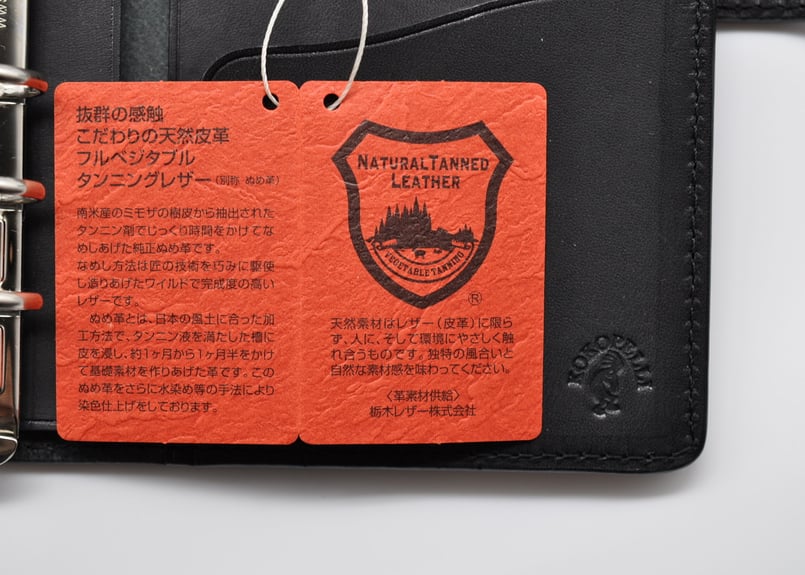 抜群の感触
こだわりの天然皮革
フルベジタブル
タンニングレザー（別称 ぬめ革）
南米産のミモザの樹皮から抽出された
タンニン剤でじっくり時間をかけてな
めしあげた純正ぬめ革です。
なめし方法は匠の技術を巧みに駆使
し造りあげたワイルドで完成度の高い
レザーです。
ぬめ革とは、日本の風土に合った加
工方法で、タンニン液を満たした槽に
皮を浸し、約1ヶ月から1ヶ月半をかけ
て基礎素材を作りあげた革です。この
ぬめ革をさらに水染め等の手法により
染色仕上げをしております。
NATURAL TANNED
LEATHER
R
VEGETABLE TANNING
®
天然素材はレザー（皮革）に限ら
ず、人に、そして環境にやさしく触
れ合うものです。独特の風合いと
自然な素材感を味わってください。
〈革素材供給〉
栃木レザー株式会社